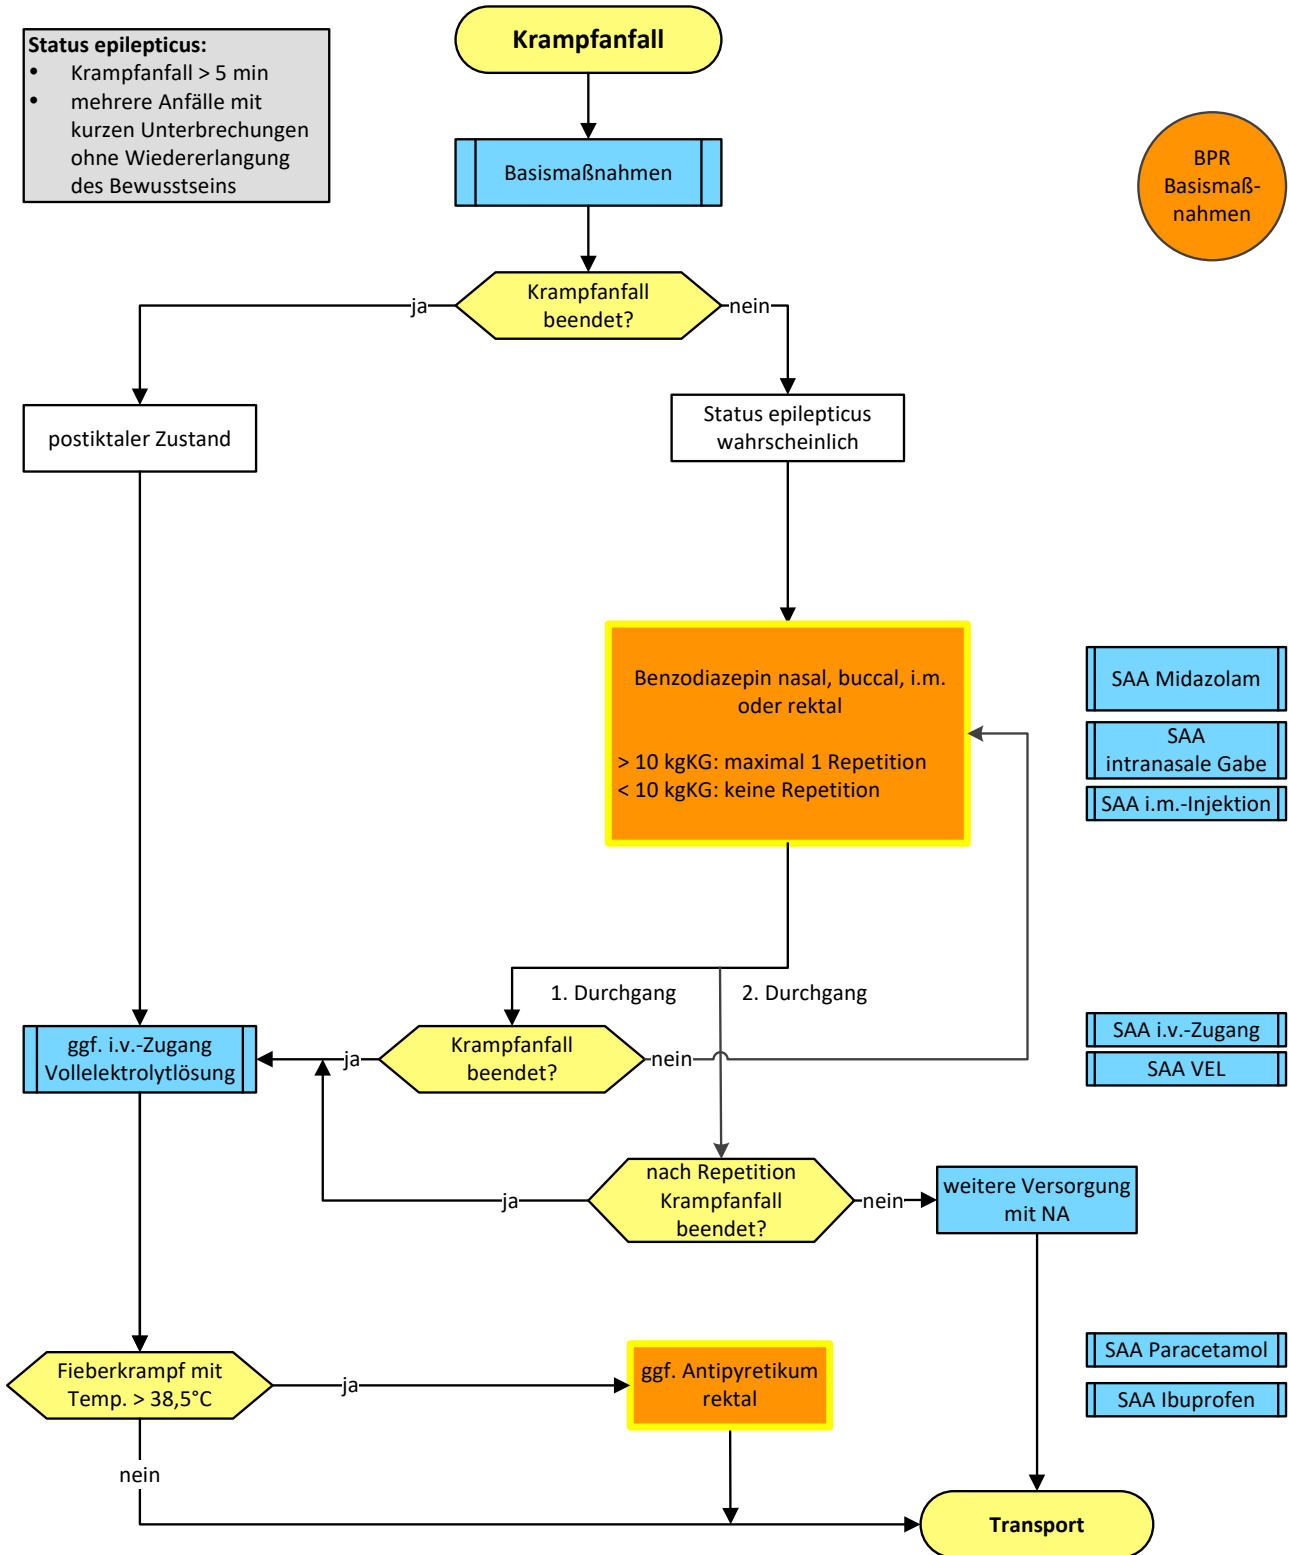 Krampfanfall
Status epilepticus:
• Krampfanfall > 5 min
• mehrere Anfälle mit
kurzen Unterbrechungen
ohne Wiedererlangung
des Bewusstseins
BPR
Basismaß-
nahmen
Basismaßnahmen
Krampfanfall
beendet?
ja
nein
postiktaler Zustand
Status epilepticus
wahrscheinlich
Benzodiazepin nasal, buccal, i.m.
oder rektal
> 10 kgKG: maximal 1 Repetition
< 10 kgKG: keine Repetition
SAA Midazolam
SAA
intranasale Gabe
SAA i.m.-Injektion
1. Durchgang
2. Durchgang
ggf. i.v.-Zugang
Vollelektrolytlösung
ja
Krampfanfall
beendet?
nein
SAA i.v.-Zugang
SAA VEL
ja
nach Repetition
Krampfanfall
beendet?
nein
weitere Versorgung
mit NA
Fieberkrampf mit
Temp. > 38,5°C
ja
ggf. Antipyretikum
rektal
SAA Paracetamol
SAA Ibuprofen
nein
Transport